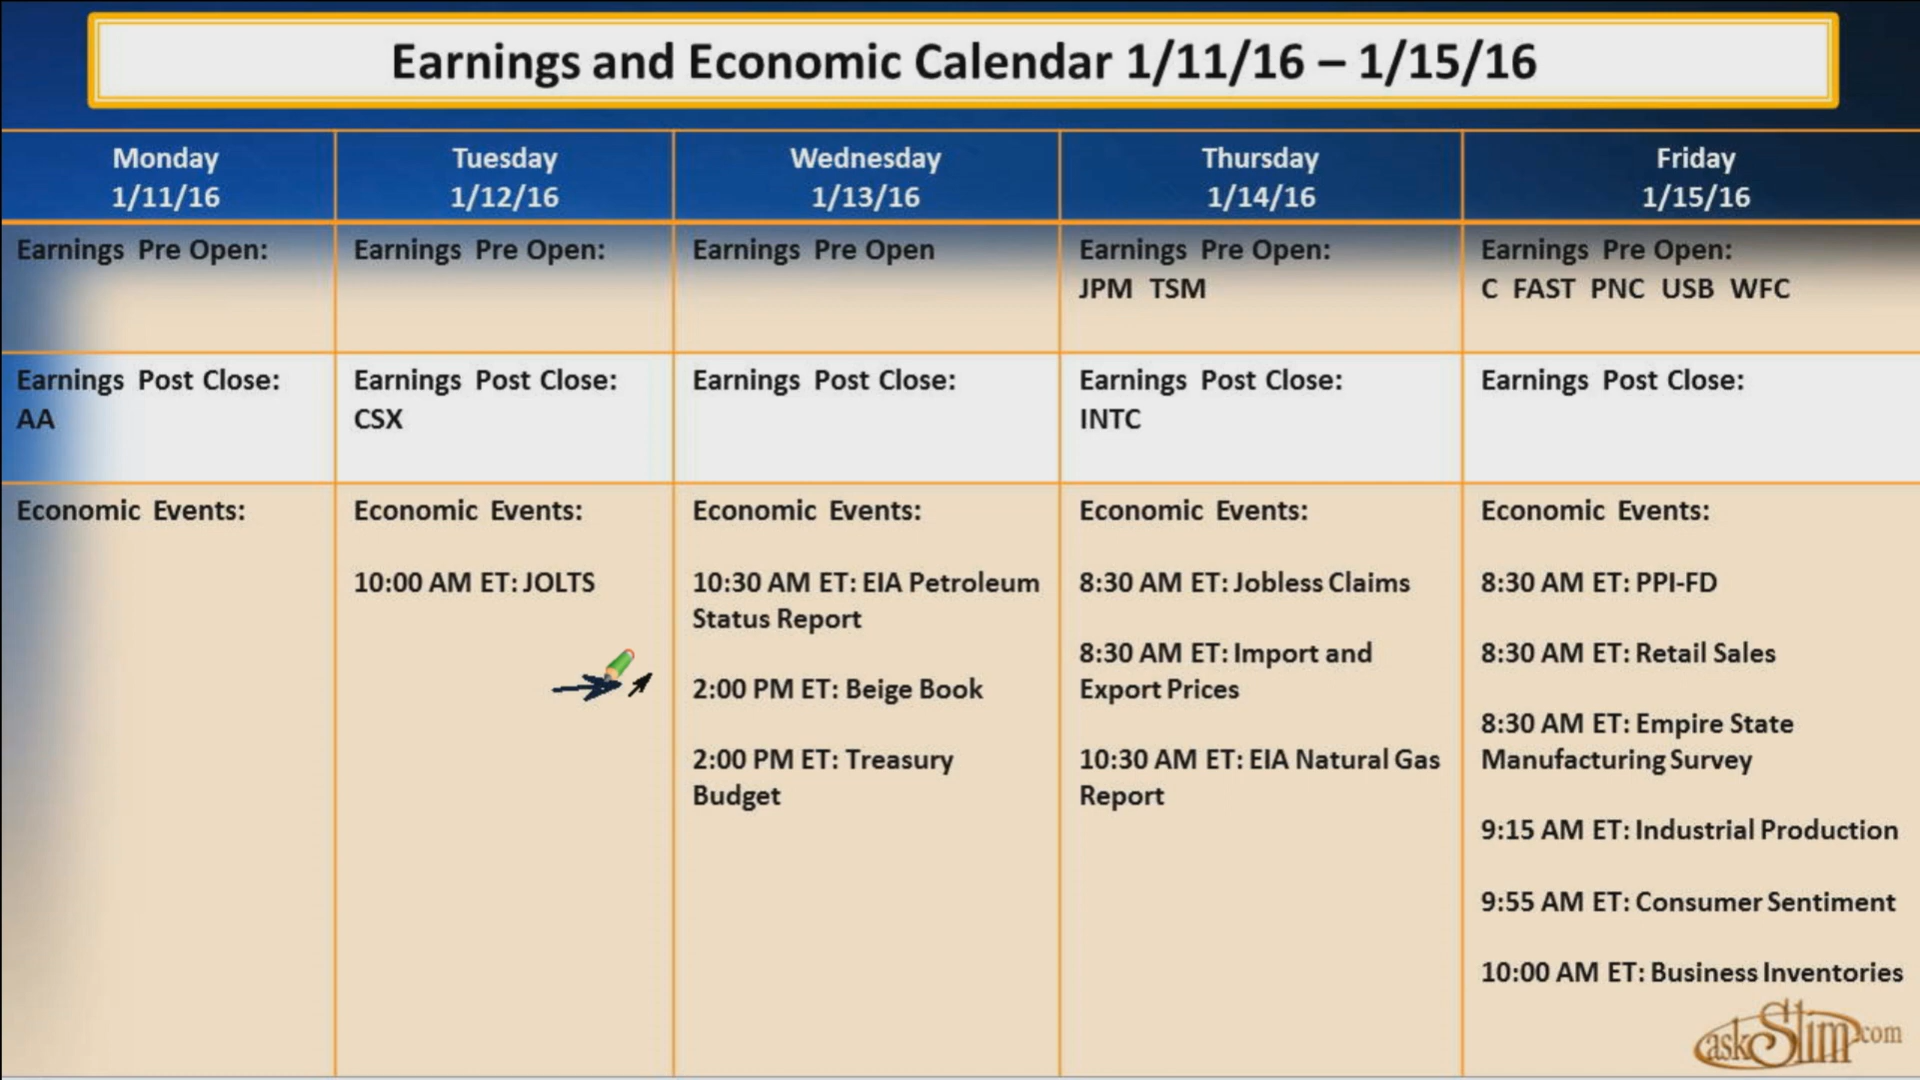 Earnings and Economic Calendar 1/11/16 – 1/15/16
Monday
1/11/16
Tuesday
1/12/16
Wednesday
1/13/16
Thursday
1/14/16
Friday
1/15/16
Earnings Pre Open:
Earnings Pre Open:
Earnings Pre Open
Earnings Pre Open:
JPM TSM
Earnings Pre Open:
C FAST PNC USB WFC
Earnings Post Close:
AA
Earnings Post Close:
CSX
Earnings Post Close:
Earnings Post Close:
INTC
Earnings Post Close:
Economic Events:
Economic Events:
10:00 AM ET: JOLTS
Economic Events:
10:30 AM ET: EIA Petroleum
Status Report
2:00 PM ET: Beige Book
2:00 PM ET: Treasury
Budget
Economic Events:
8:30 AM ET: Jobless Claims
8:30 AM ET: Import and
Export Prices
10:30 AM ET: EIA Natural Gas
Report
Economic Events:
8:30 AM ET: PPI-FD
8:30 AM ET: Retail Sales
8:30 AM ET: Empire State
Manufacturing Survey
9:15 AM ET: Industrial Production
9:55 AM ET: Consumer Sentiment
10:00 AM ET: Business Inventories
askSlim.com